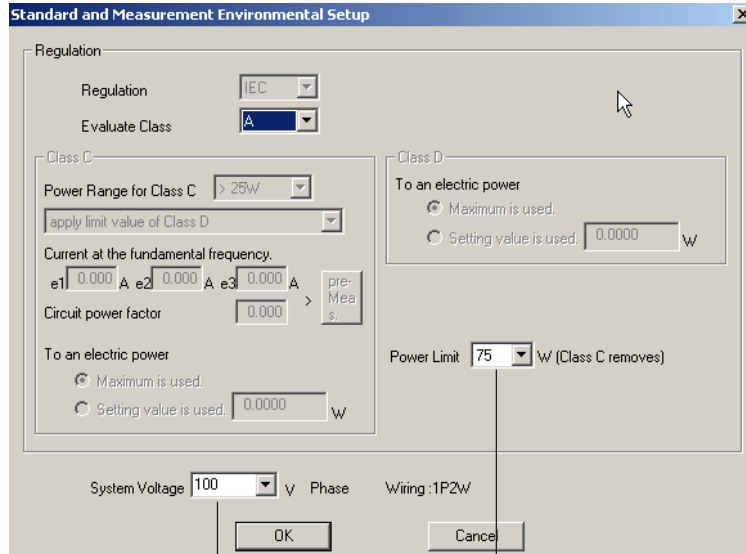 Standard and Measurement Environmental Setup
Regulation
Regulation IEC
Evaluate Class A
Class C
Power Range for Class C > 25W
apply limit value of Class D
Current at the fundamental frequency.
e1 0.000 A e2 0.000 A e3 0.000 A
>
pre-
Mea
s.
Circuit power factor 0.000
To an electric power
Maximum is used.
Setting value is used. 0.0000 W
Class D
To an electric power
Maximum is used.
Setting value is used. 0.0000 W
Power Limit 75 W (Class C removes)
System Voltage 100 V Phase Wiring :1P2W
OK Cancel